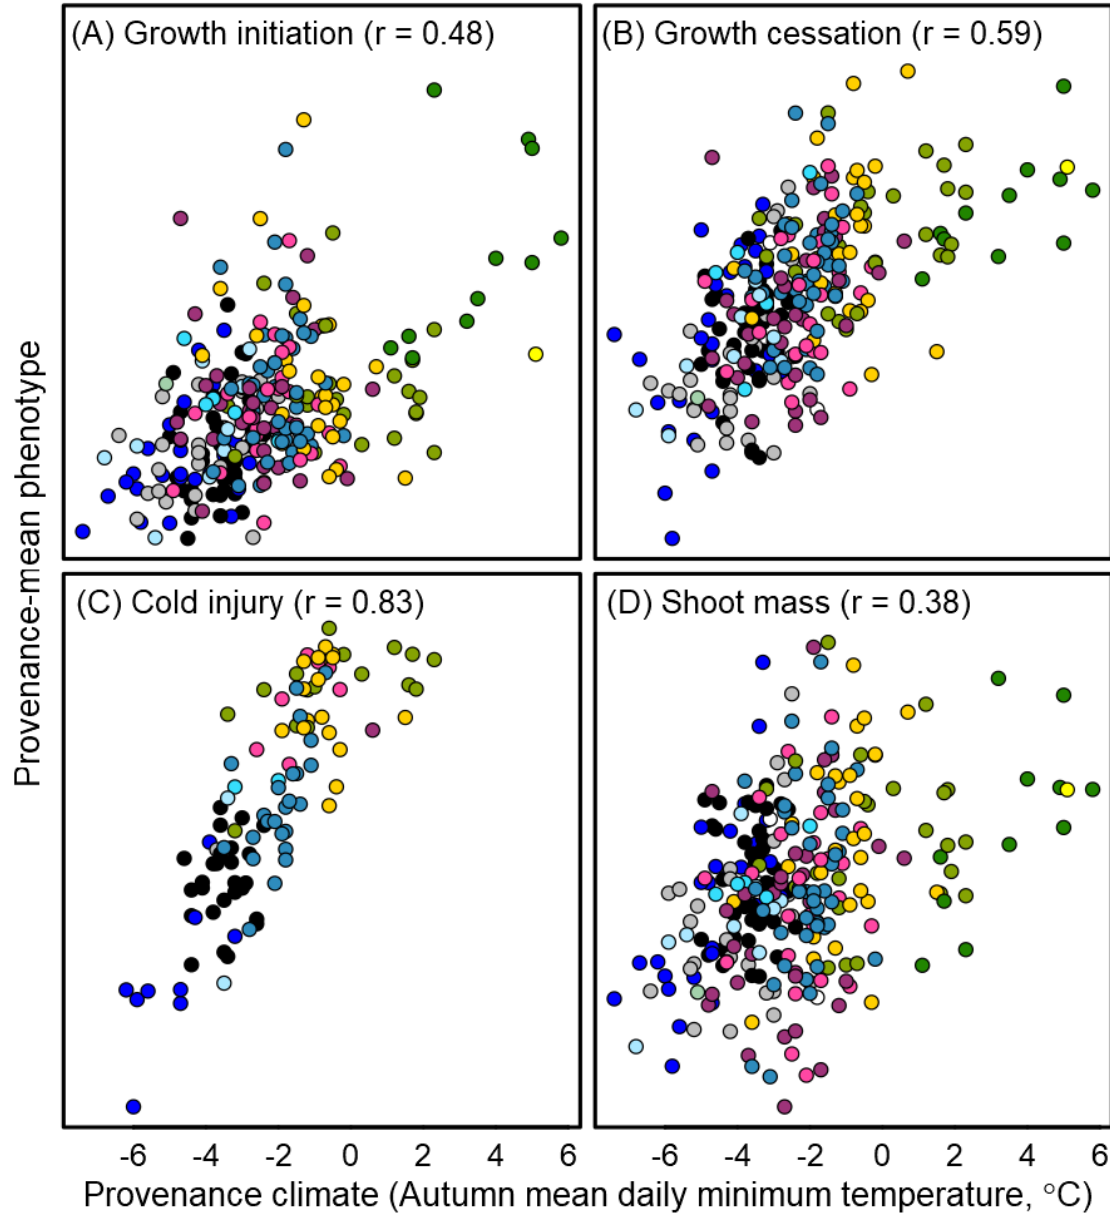 (A) Growth initiation (r = 0.48)
(B) Growth cessation (r = 0.59)
(C) Cold injury (r = 0.83)
(D) Shoot mass (r = 0.38)
Provenance-mean phenotype
-6 -4 -2 0 2 4 6
-6 -4 -2 0 2 4 6
Provenance climate (Autumn mean daily minimum temperature, °C)